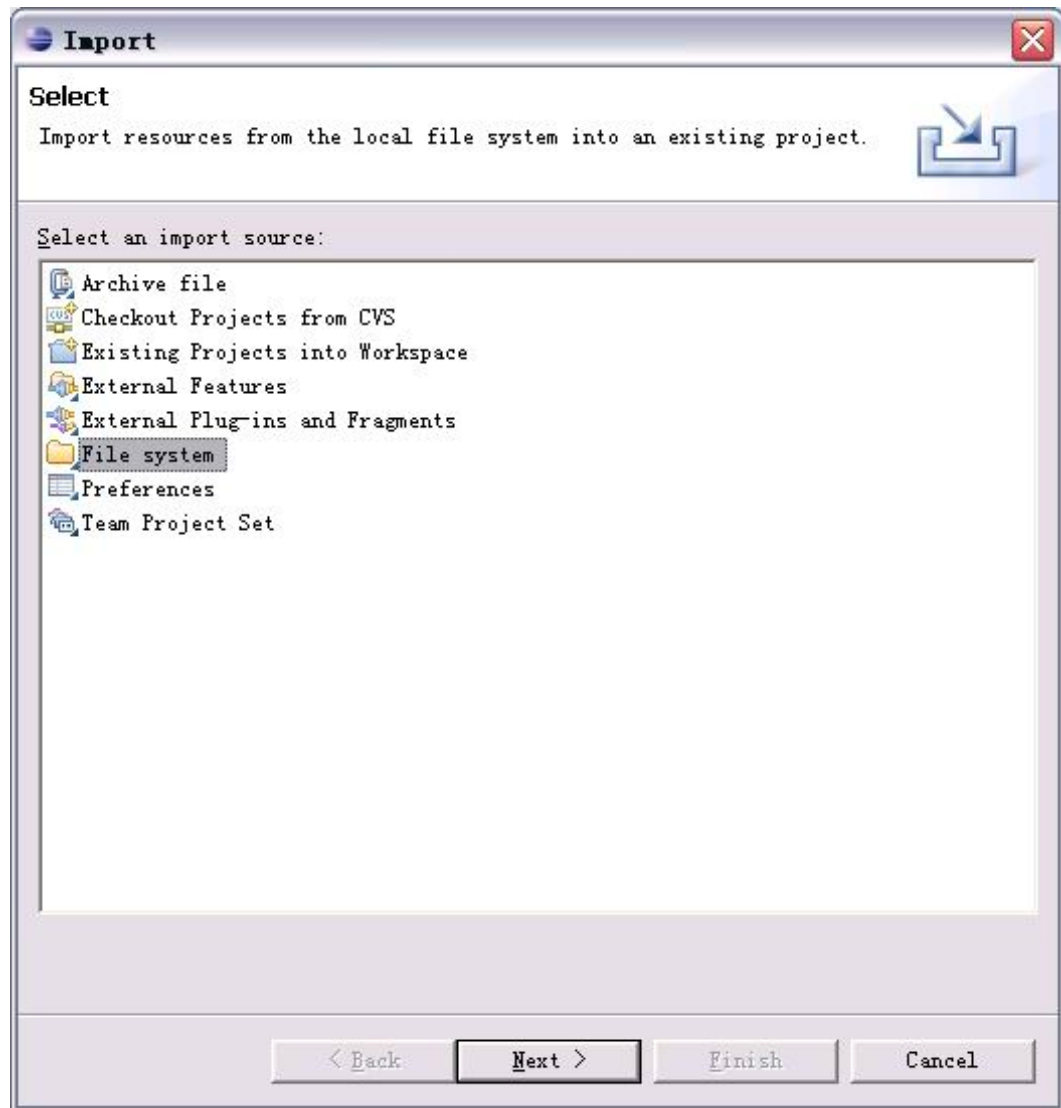 Import
Select
Import resources from the local file system into an existing project.
Select an import source:
Archive file
Checkout Projects from CVS
Existing Projects into Workspace
External Features
External Plug-ins and Fragments
File system
Preferences
Team Project Set
< Back Next > Finish Cancel